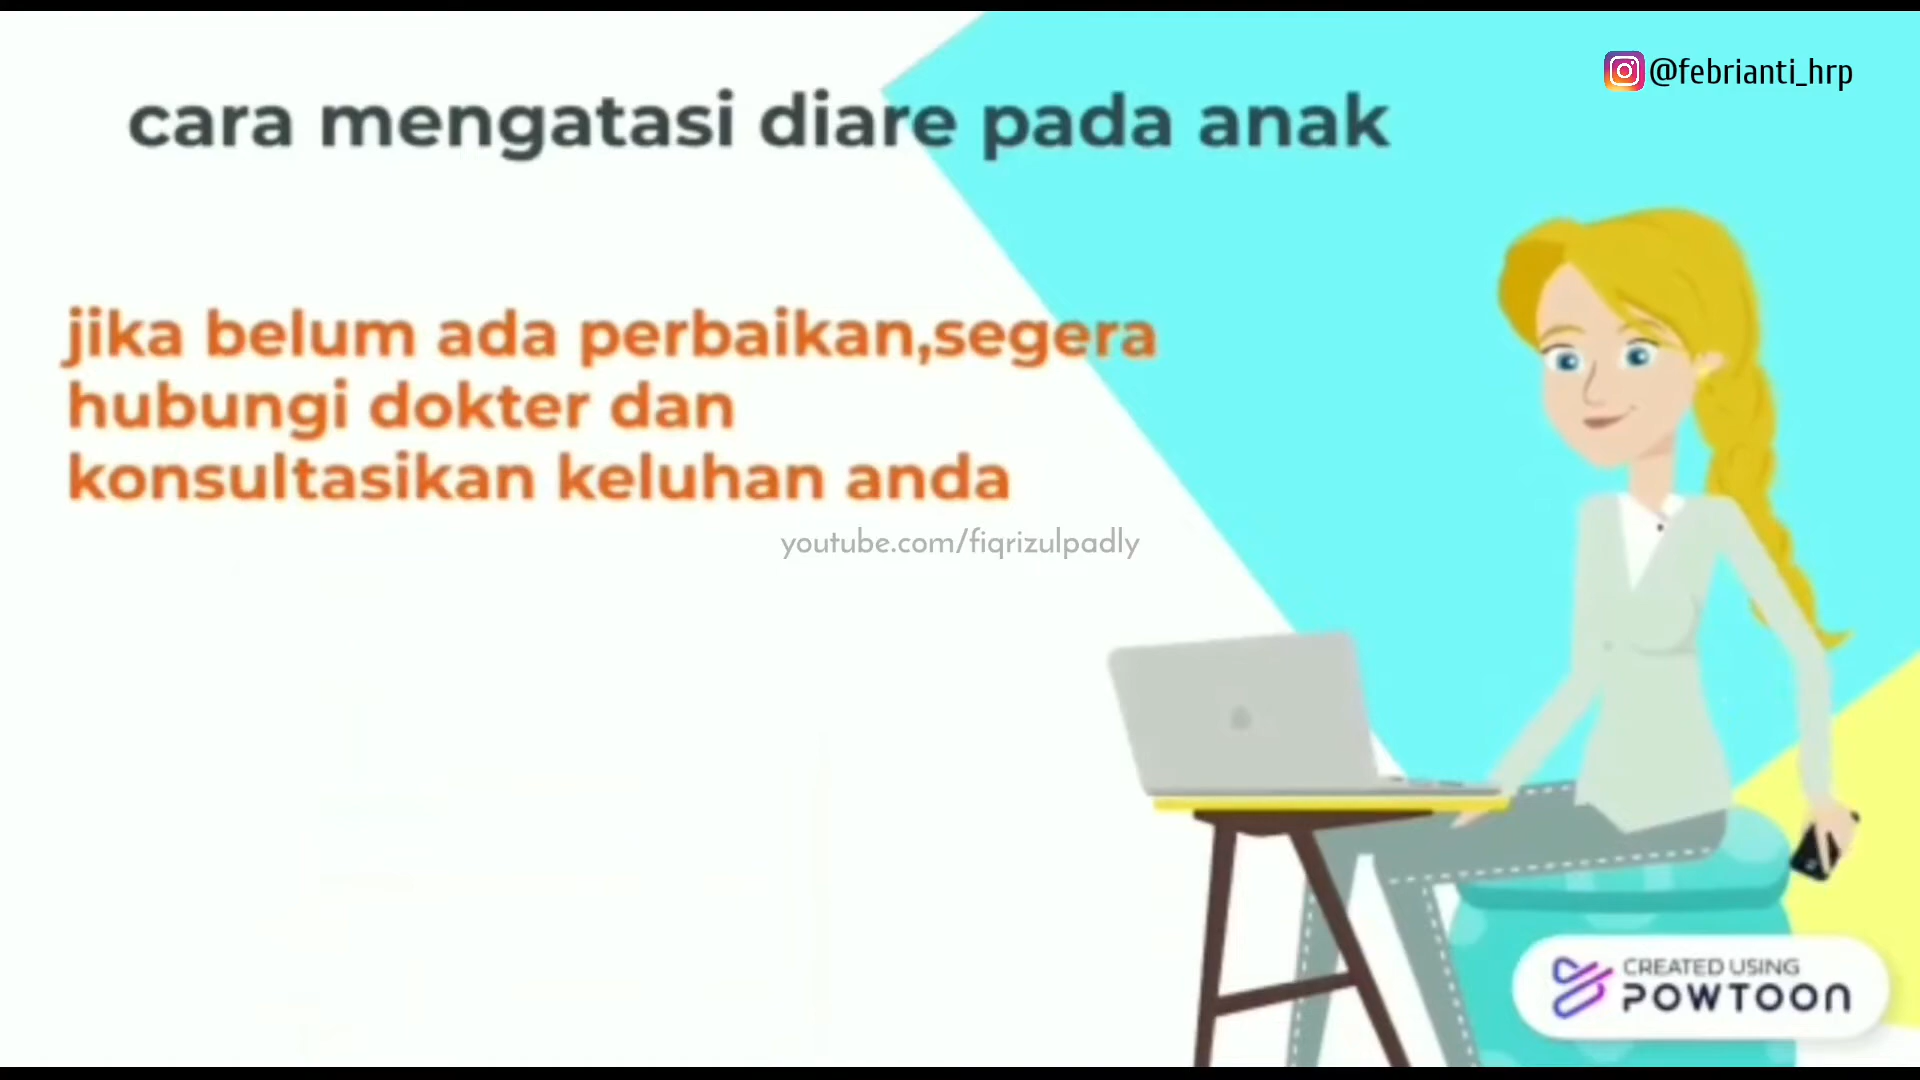 @febrianti_hrp
cara mengatasi diare pada anak
jika belum ada perbaikan,segera
hubungi dokter dan
konsultasikan keluhan anda
youtube.com/fiqrizulpadly
CREATED USING
POWTOON